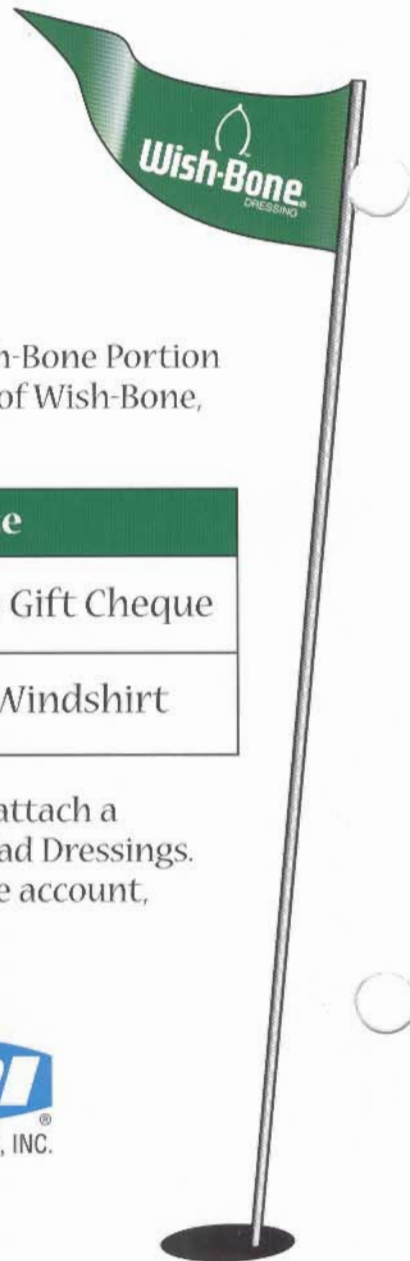 Wish-Bone®
DRESSING
h-Bone Portion
of Wish-Bone,
e
Gift Cheque
Windshirt
attach a
ad Dressings.
e account,
®
, INC.